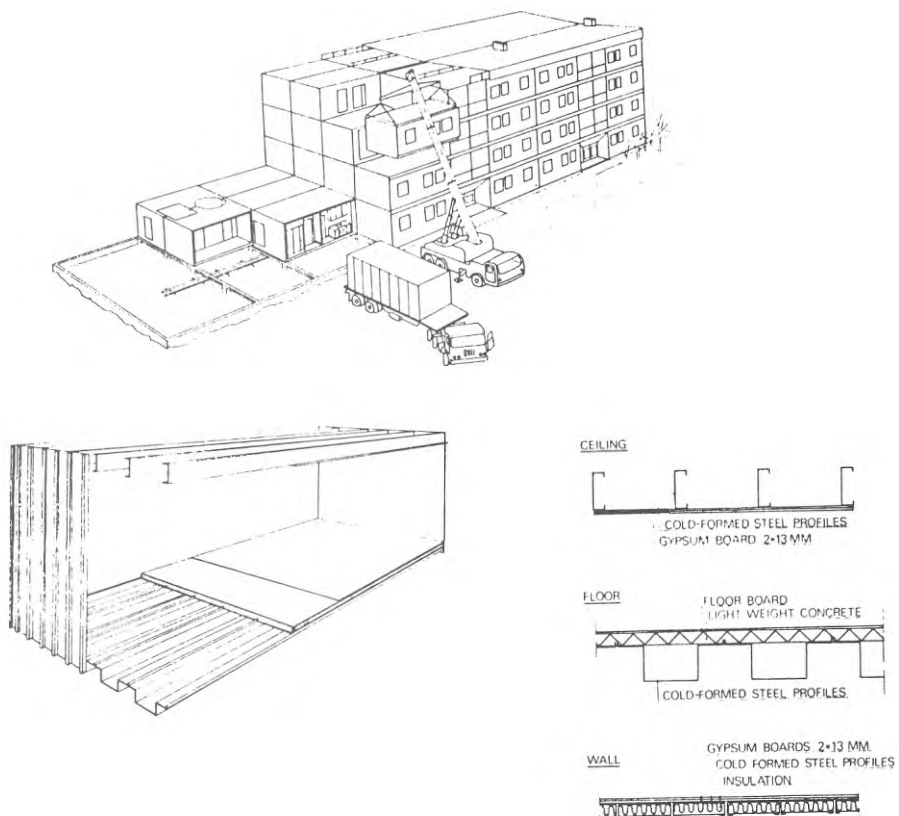 CEILING
COLD-FORMED STEEL PROFILES
GYPSUM BOARD 2×13 MM
FLOOR
FLOOR BOARD
LIGHT WEIGHT CONCRETE
COLD-FORMED STEEL PROFILES
WALL
GYPSUM BOARDS 2×13 MM.
COLD FORMED STEEL PROFILES
INSULATION